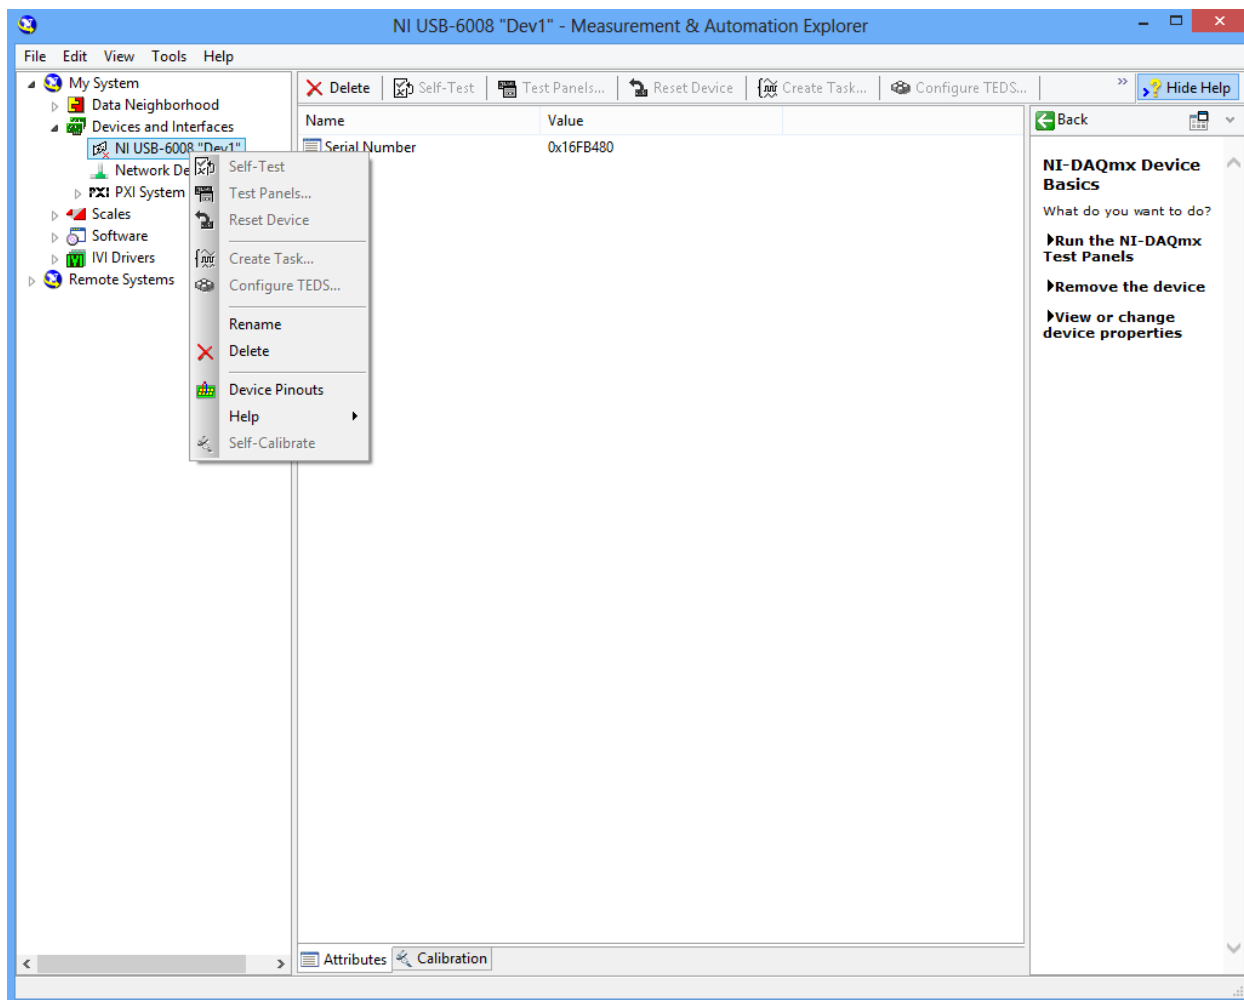 NI USB-6008 "Dev1" - Measurement & Automation Explorer
File Edit View Tools Help
My System
Data Neighborhood
Devices and Interfaces
NI USB-6008 "Dev1"
Network De
PXI PXI System
Scales
Software
IVI Drivers
Remote Systems
Self-Test
Test Panels...
Reset Device
Create Task...
Configure TEDS...
Rename
Delete
Device Pinouts
Help
Self-Calibrate
Delete Self-Test Test Panels... Reset Device Create Task... Configure TEDS... » Hide Help
Name Value
Serial Number 0x16FB480
Attributes Calibration
Back
NI-DAQmx Device
Basics
What do you want to do?
Run the NI-DAQmx
Test Panels
Remove the device
View or change
device properties